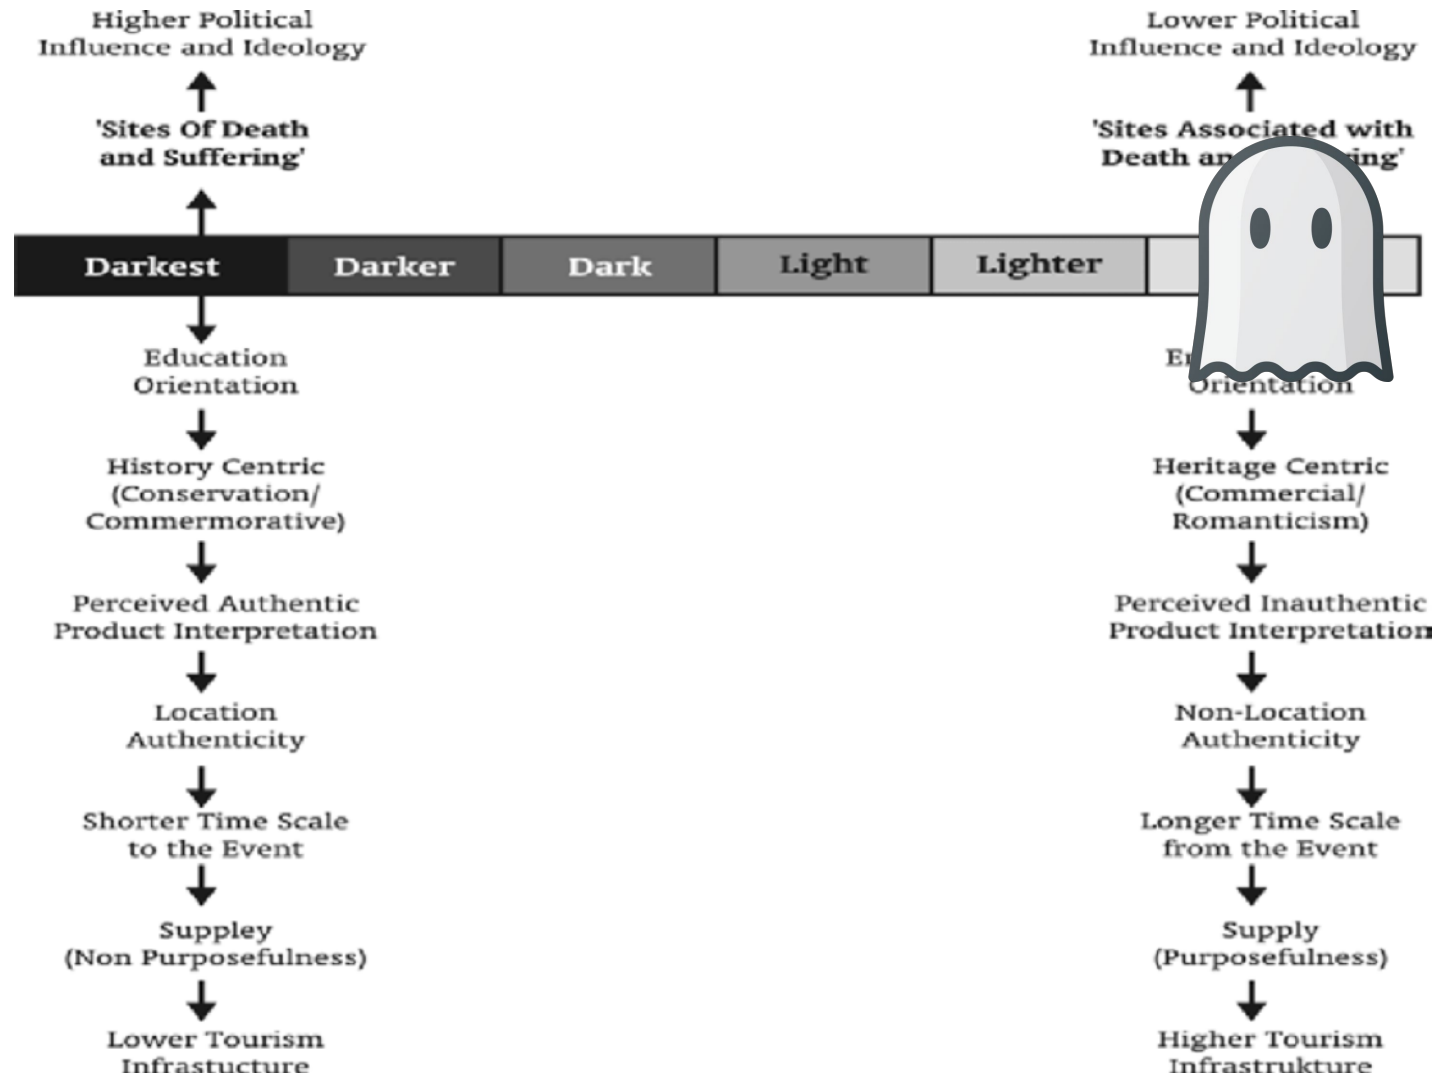 Higher Political
Influence and Ideology
'Sites Of Death
and Suffering'
Lower Political
Influence and Ideology
'Sites Associated with
Death
Darkest
Darker
Dark
Light
Lighter
Education
Orientation
History Centric
(Conservation/
Commermorative)
Perceived Authentic
Product Interpretation
Location
Authenticity
Shorter Time Scale
to the Event
Suppley
(Non Purposefulness)
Lower Tourism
Infrastucture
Orientation
Heritage Centric
(Commercial/
Romanticism)
Perceived Inauthentic
Product Interpretation
Non-Location
Authenticity
Longer Time Scale
from the Event
Supply
(Purposefulness)
Higher Tourism
Infrastrukture